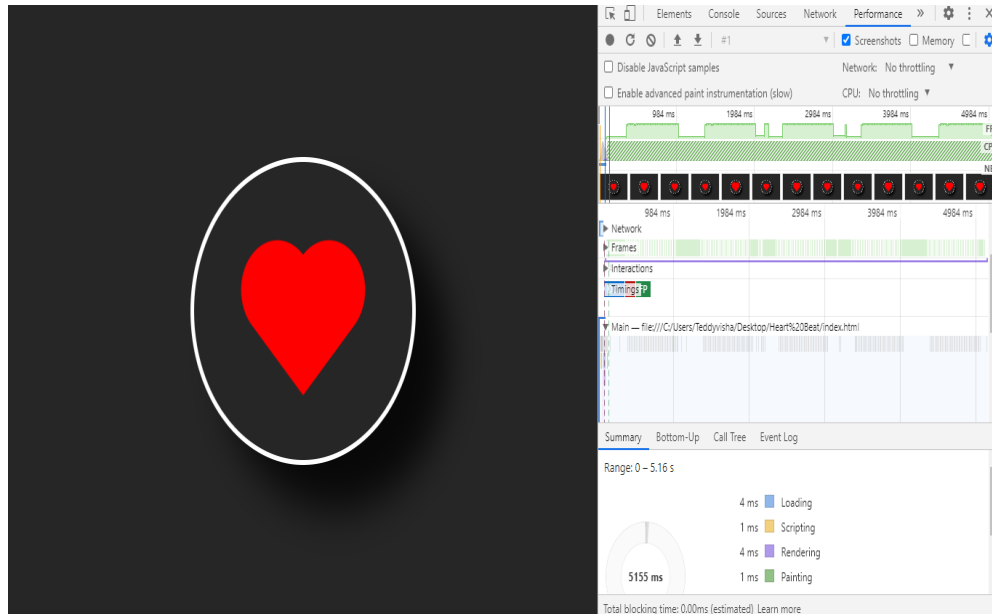 Elements Console Sources Network Performance »
#1 Screenshots Memory
Disable JavaScript samples Network: No throttling
Enable advanced paint instrumentation (slow) CPU: No throttling
984 ms 1984 ms 2984 ms 3984 ms 4984 ms
984 ms 1984 ms 2984 ms 3984 ms 4984 ms
Network
Frames
Interactions
Timings
Main — file:///C:/Users/Teddyvisha/Desktop/Heart%20Beat/index.html
Summary Bottom-Up Call Tree Event Log
Range: 0 – 5.16 s
4 ms Loading
1 ms Scripting
4 ms Rendering
5155 ms 1 ms Painting
Total blocking time: 0.00ms (estimated) Learn more